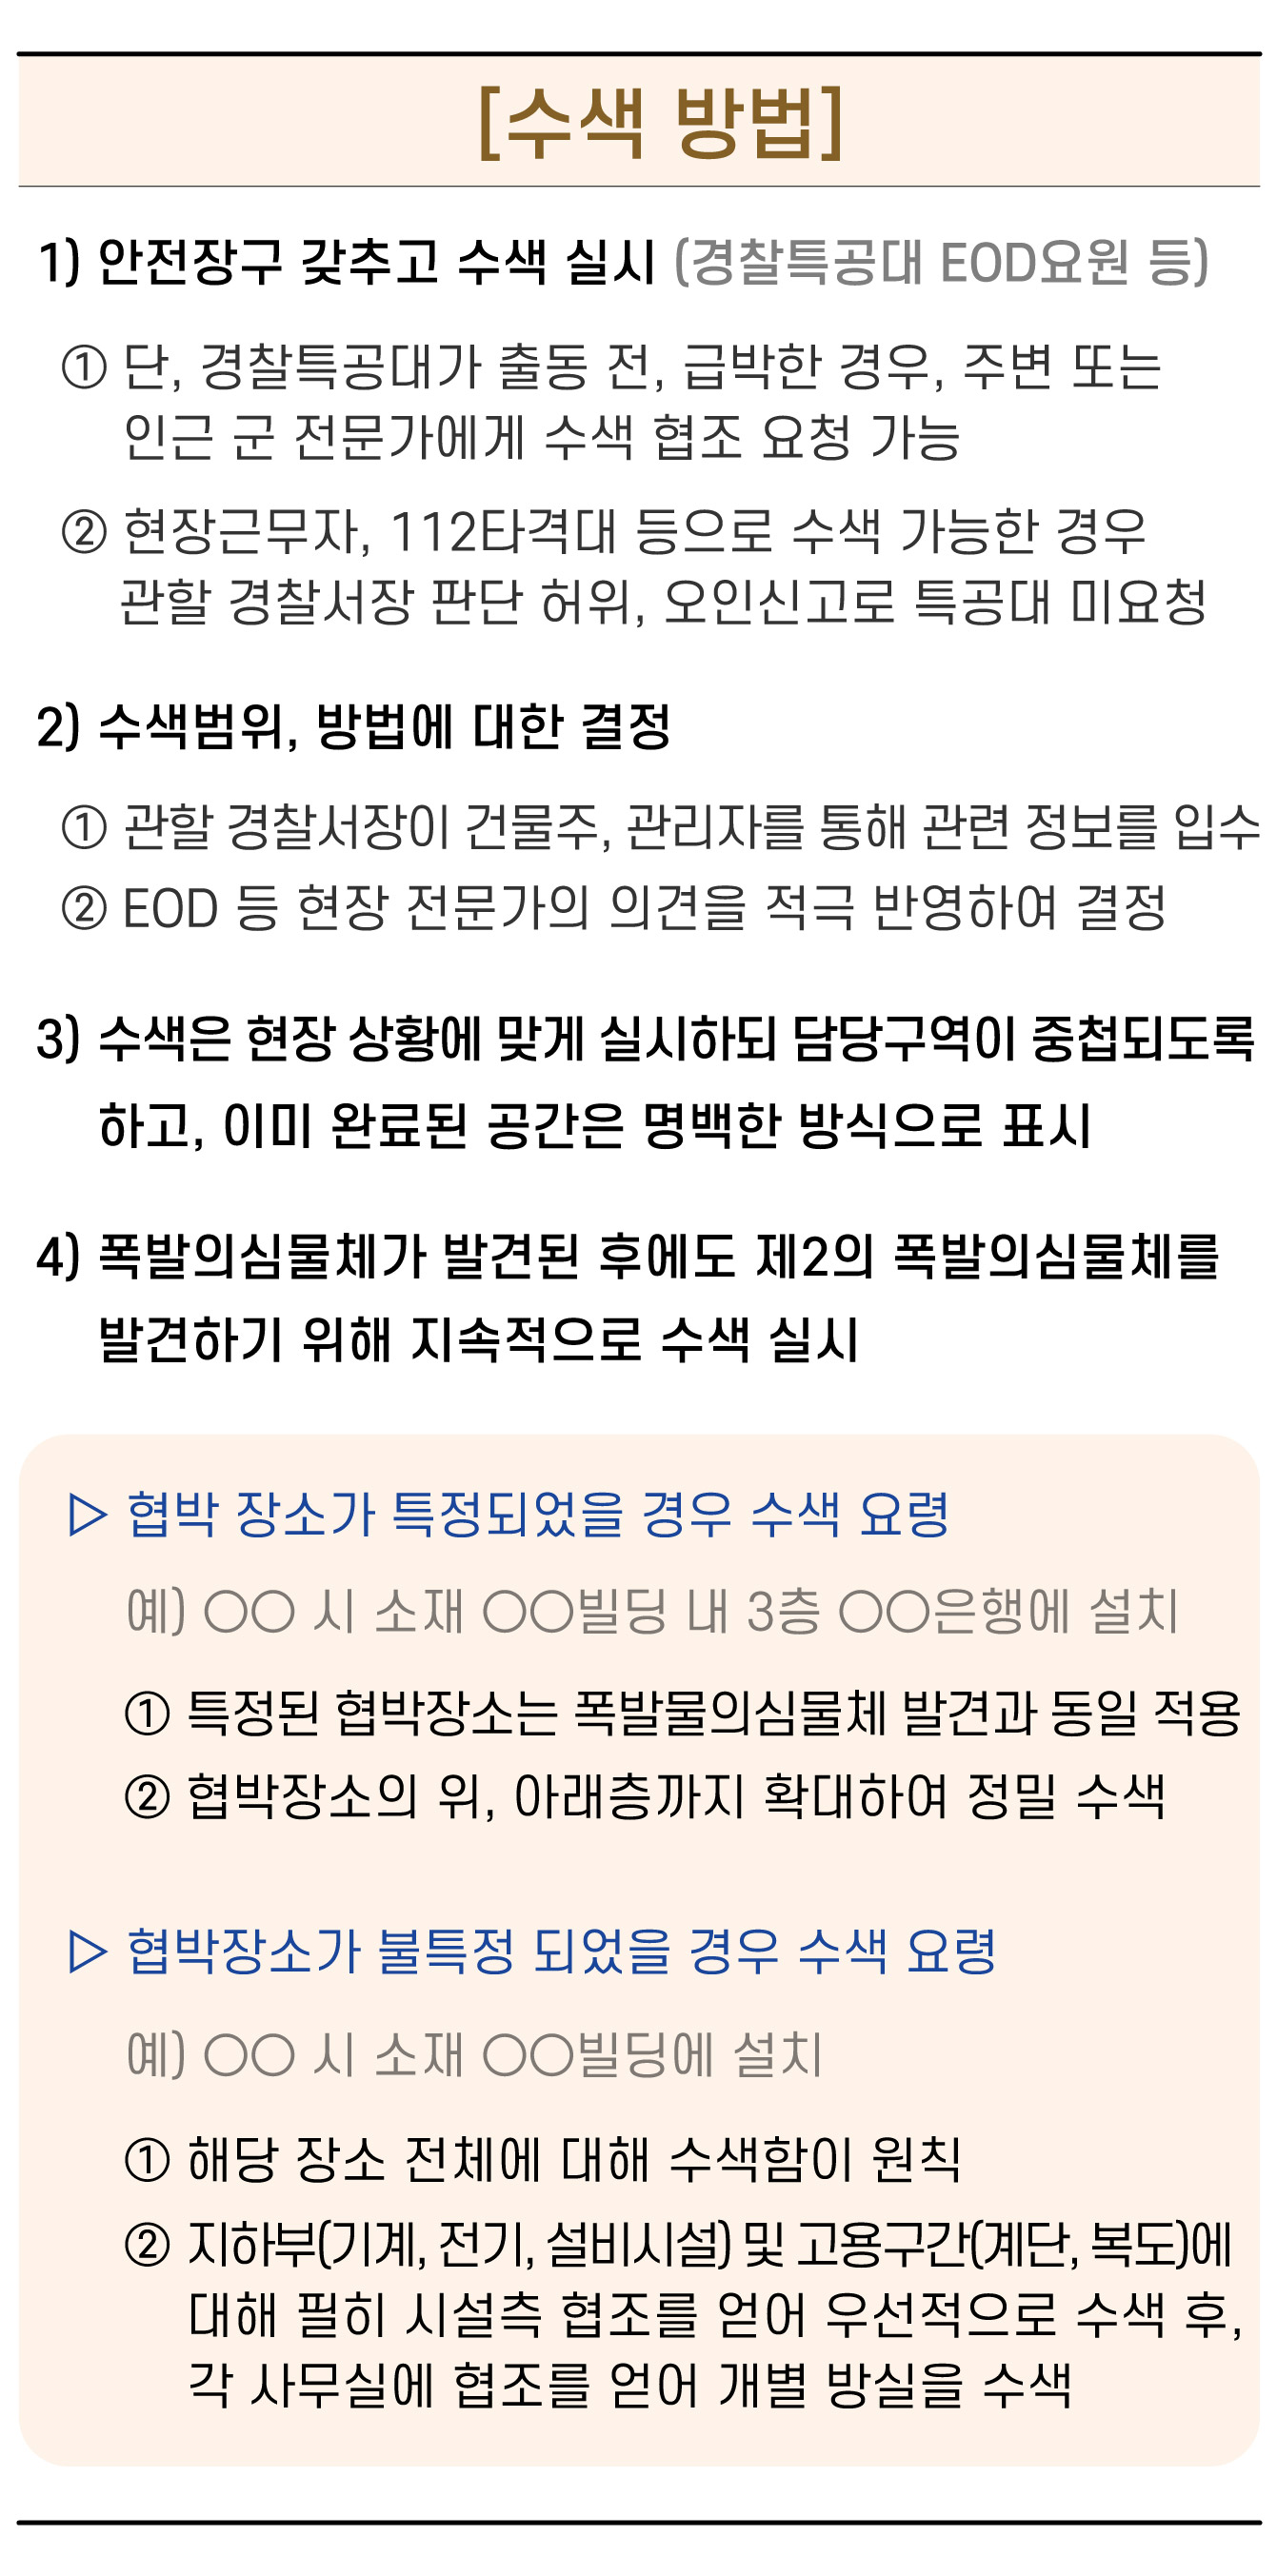 [수색 방법]
1) 안전장구 갖추고 수색 실시 (경찰특공대 EOD요원 등)
① 단, 경찰특공대가 출동 전, 급박한 경우, 주변 또는
인근 군 전문가에게 수색 협조 요청 가능
② 현장근무자, 112타격대 등으로 수색 가능한 경우
관할 경찰서장 판단 허위, 오인신고로 특공대 미요청
2) 수색범위, 방법에 대한 결정
① 관할 경찰서장이 건물주, 관리자를 통해 관련 정보를 입수
② EOD 등 현장 전문가의 의견을 적극 반영하여 결정
3) 수색은 현장 상황에 맞게 실시하되 담당구역이 중첩되도록
하고, 이미 완료된 공간은 명백한 방식으로 표시
4) 폭발의심물체가 발견된 후에도 제2의 폭발의심물체를
발견하기 위해 지속적으로 수색 실시
▷ 협박 장소가 특정되었을 경우 수색 요령
예) ○○ 시 소재 ○○빌딩 내 3층 ○○은행에 설치
① 특정된 협박장소는 폭발물의심물체 발견과 동일 적용
② 협박장소의 위, 아래층까지 확대하여 정밀 수색
▷ 협박장소가 불특정 되었을 경우 수색 요령
예) ○○ 시 소재 ○○빌딩에 설치
① 해당 장소 전체에 대해 수색함이 원칙
② 지하부(기계, 전기, 설비시설) 및 고용구간(계단, 복도)에
대해 필히 시설측 협조를 얻어 우선적으로 수색 후,
각 사무실에 협조를 얻어 개별 방실을 수색